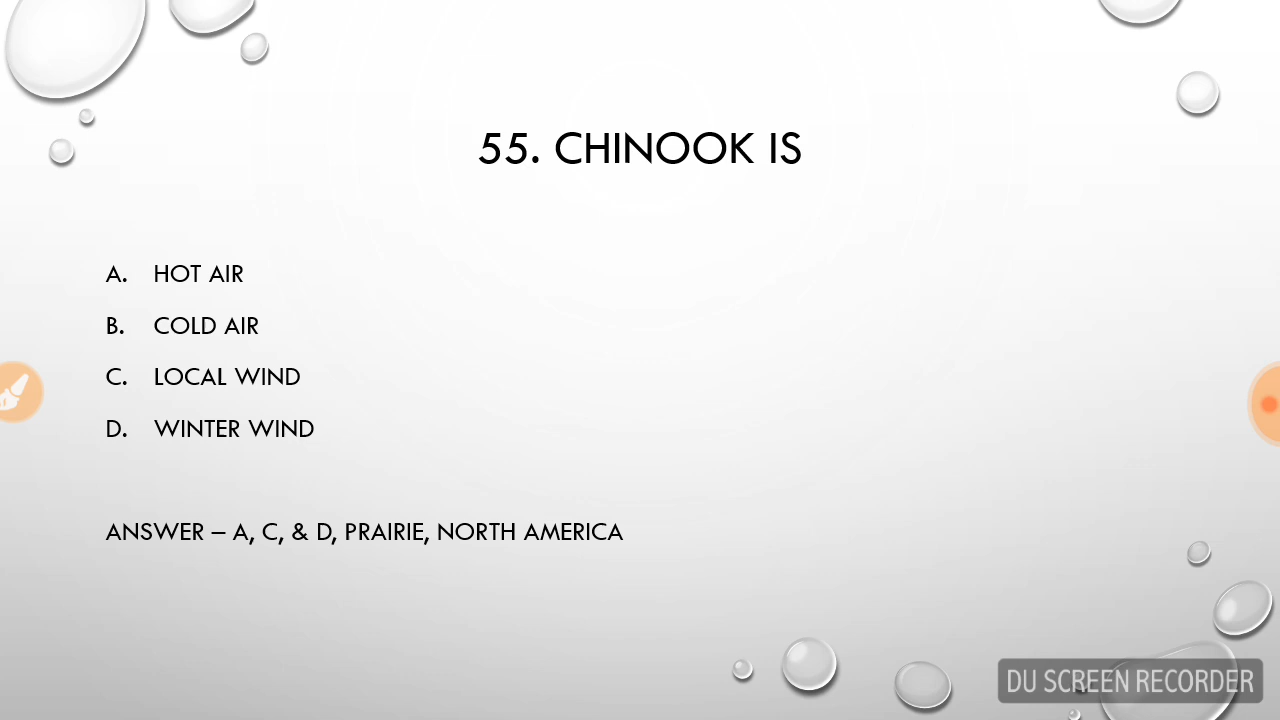 55. CHINOOK IS
A. HOT AIR
B. COLD AIR
C. LOCAL WIND
D. WINTER WIND
ANSWER – A, C, & D, PRAIRIE, NORTH AMERICA
DU SCREEN RECORDER